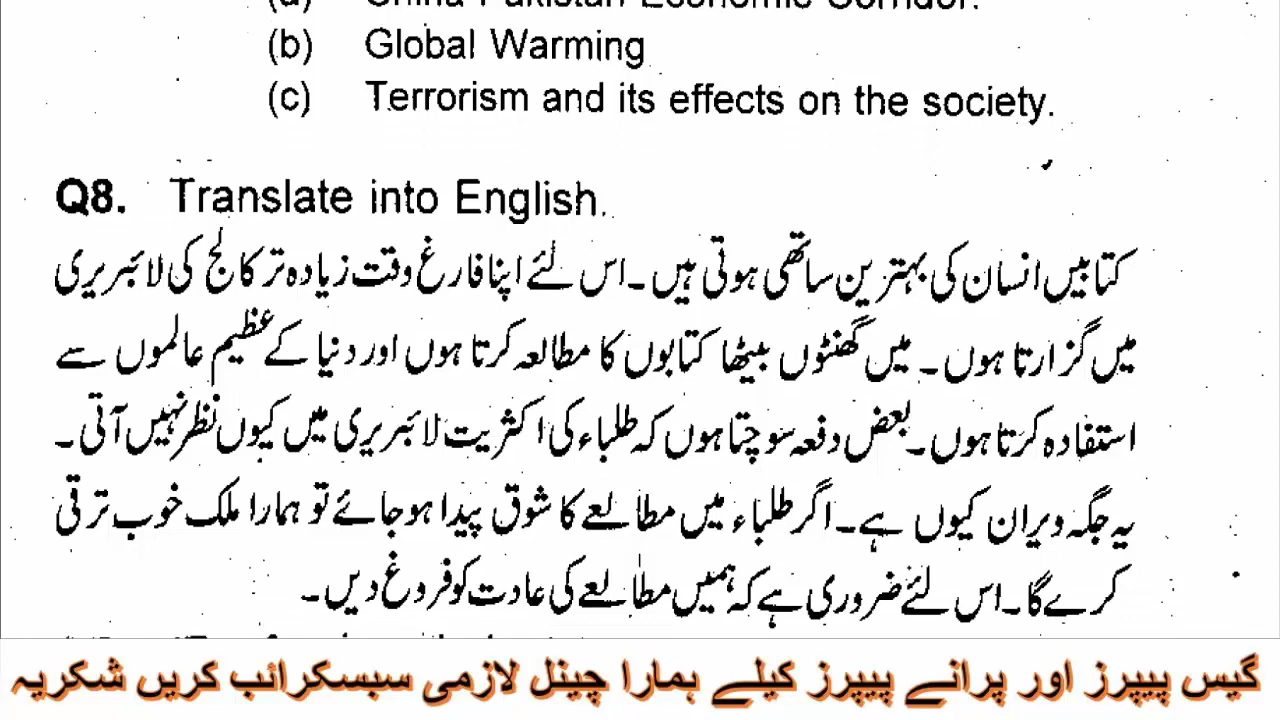 China Pakistan Economic Corridor.
(b) Global Warming
(c) Terrorism and its effects on the society.
Q8. Translate into English.
کتابیں انسان کی بہترین ساتھی ہوتی ہیں۔ اس لئے اپنا فارغ وقت زیادہ تر کالج کی لائبریری
میں گزارتا ہوں۔ میں گھنٹوں بیٹھا کتابوں کا مطالعہ کرتا ہوں اور دنیا کے عظیم عالموں سے
استفادہ کرتا ہوں۔ بعض دفعہ سوچتا ہوں کہ طلباء کی اکثریت لائبریری میں کیوں نظر نہیں آتی۔
یہ جگہ ویران کیوں ہے۔ اگر طلباء میں مطالعے کا شوق پیدا ہو جائے تو ہمارا ملک خوب ترقی
کرے گا۔ اس لئے ضروری ہے کہ ہمیں مطالعے کی عادت کو فروغ دیں۔
گیس پیپرز اور پرانے پیپرز کیلے ہمارا چینل لازمی سبسکرائب کریں شکریہ